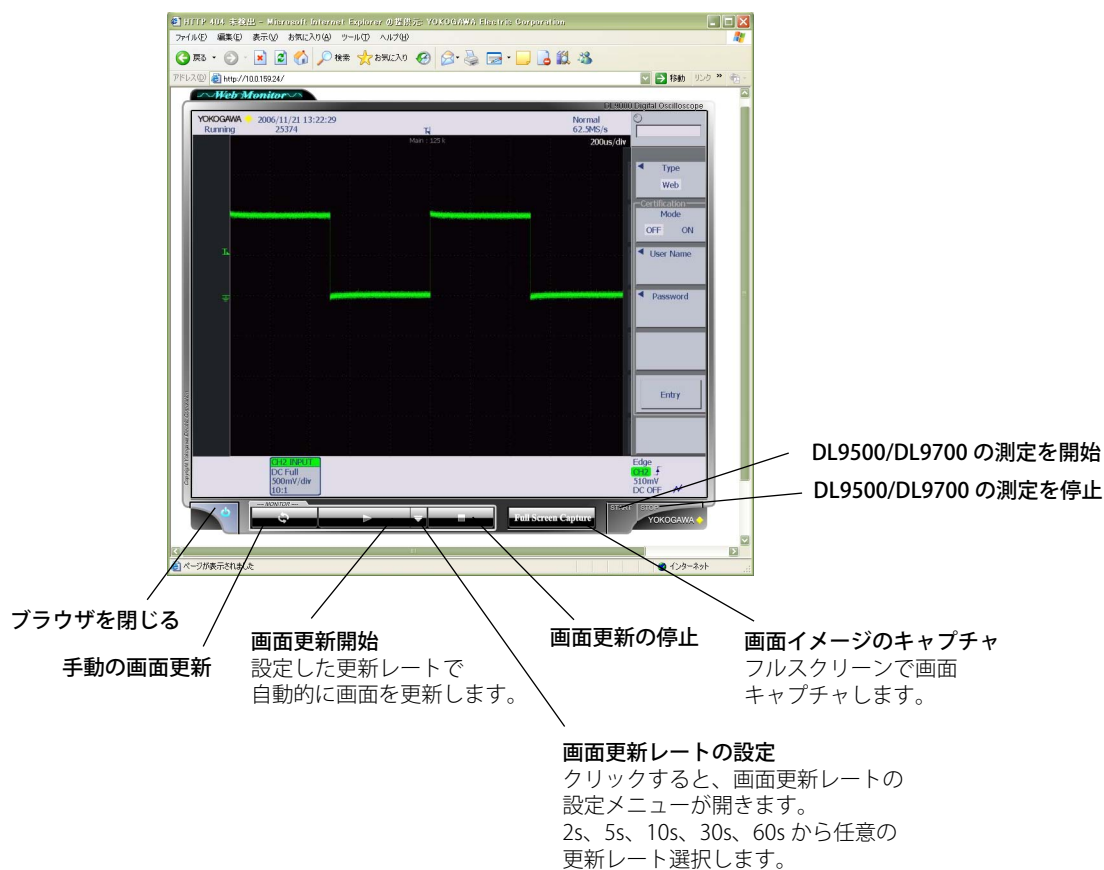 HTTP 404 未検出 - Microsoft Internet Explorer の提供元: YOKOGAWA Electric Corporation
ファイル(F) 編集(E) 表示(V) お気に入り(A) ツール(T) ヘルプ(H)
戻る 検索 お気に入り
アドレス(D) http://10.0.159.24/ 移動 リンク »
Web Monitor
DL9000 Digital Oscilloscope
YOKOGAWA 2006/11/21 13:22:29 Normal
Running 25374 62.5MS/s
Main : 125 k 200us/div
Type
Web
Certification
Mode
OFF ON
User Name
Password
Entry
CH2 INPUT
DC Full
500mV/div
10:1
Edge
CH2
510mV
DC OFF
MONITOR
Full Screen Capture
START STOP
YOKOGAWA
ページが表示されました インターネット
DL9500/DL9700 の測定を開始
DL9500/DL9700 の測定を停止
ブラウザを閉じる
手動の画面更新
画面更新開始
設定した更新レートで
自動的に画面を更新します。
画面更新の停止
画面イメージのキャプチャ
フルスクリーンで画面
キャプチャします。
画面更新レートの設定
クリックすると、画面更新レートの
設定メニューが開きます。
2s、5s、10s、30s、60s から任意の
更新レート選択します。